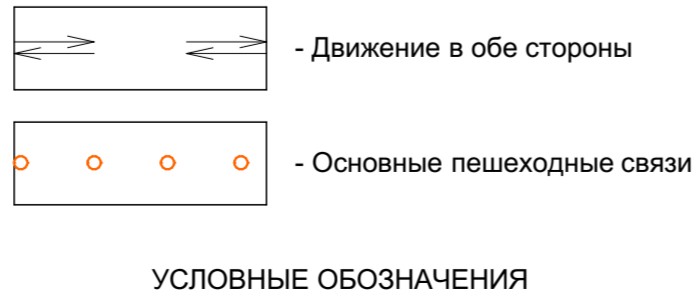 - Движение в обе стороны
- Основные пешеходные связи
УСЛОВНЫЕ ОБОЗНАЧЕНИЯ